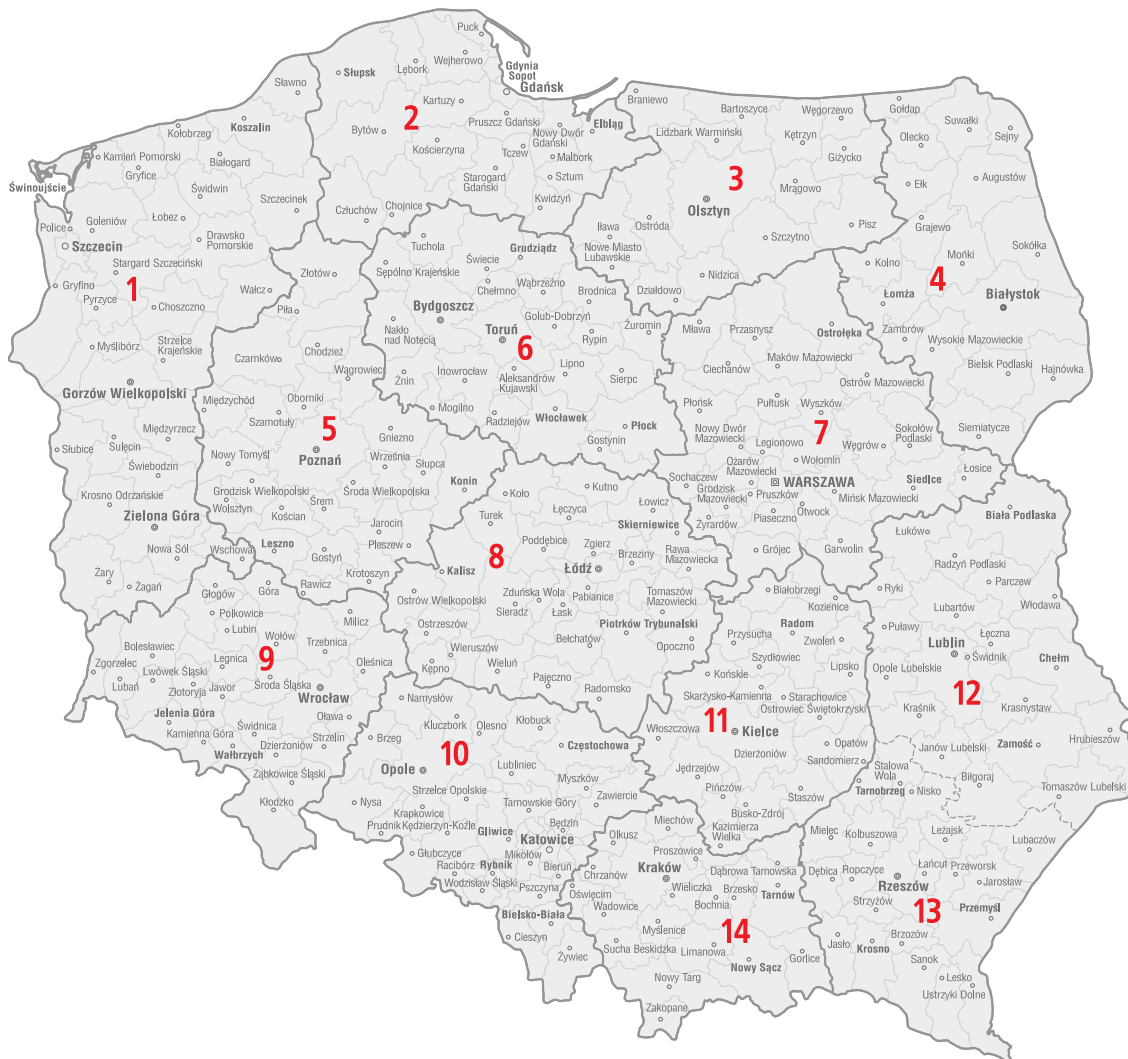 Puck
Lębork
Wejherowo
Słupsk
Gdynia
Sopot
Gdańsk
Sławno
Kartuzy
2
Pruszcz Gdański
Koszalin
Kołobrzeg
Bytów
Kościerzyna
Tczew
Nowy Dwór
Gdański
Elbląg
Malbork
Sztum
Starogard
Gdański
Kwidzyń
Człuchów
Chojnice
Braniewo
Bartoszyce
Węgorzewo
Lidzbark Warmiński
Kętrzyn
Giżycko
3
Mrągowo
Olsztyn
Iława
Ostróda
Pisz
Szczytno
Nowe Miasto
Lubawskie
Nidzica
Działdowo
Gołdap
Suwałki
Olecko
Sejny
Ełk
Augustów
Grajewo
Kolno
Mońki
Sokółka
4
Łomża
Białystok
Zambrów
Wysokie Mazowieckie
Bielsk Podlaski
Hajnówka
Siemiatycze
Kamień Pomorski
Gryfice
Białogard
Świnoujście
Świdwin
Szczecinek
Goleniów
Łobez
Police
Drawsko
Pomorskie
Szczecin
Stargard Szczeciński
1
Gryfino
Pyrzyce
Choszczno
Wałcz
Myślibórz
Strzelce
Krajeńskie
Gorzów Wielkopolski
Międzyrzecz
Słubice
Sulęcin
Świebodzin
Krosno Odrzańskie
Zielona Góra
Nowa Sól
Wschowa
Żary
Żagań
Złotów
Piła
Czarnków
Chodzież
Wągrowiec
Międzychód
Oborniki
Szamotuły
5
Gniezno
Nowy Tomyśl
Poznań
Września
Słupca
Konin
Grodzisk Wielkopolski
Środa Wielkopolska
Wolsztyn
Śrem
Kościan
Jarocin
Leszno
Gostyń
Pleszew
Krotoszyn
Rawicz
Tuchola
Grudziądz
Sępólno Krajeńskie
Świecie
Chełmno
Wąbrzeźno
Brodnica
Bydgoszcz
Golub-Dobrzyń
Toruń
6
Rypin
Żuromin
Nakło
nad Notecią
Inowrocław
Aleksandrów
Kujawski
Lipno
Sierpc
Żnin
Mogilno
Radziejów
Włocławek
Płock
Gostynin
Mława
Przasnysz
Ostrołęka
Maków Mazowiecki
Ciechanów
Ostrów Mazowiecki
Płońsk
Pułtusk
Wyszków
7
Nowy Dwór
Mazowiecki
Legionowo
Węgrów
Sokołów
Podlaski
Wołomin
Ożarów
Mazowiecki
Sochaczew
WARSZAWA
Siedlce
Łosice
Grodzisk
Mazowiecki
Pruszków
Mińsk Mazowiecki
Otwock
Żyrardów
Piaseczno
Grójec
Garwolin
Koło
Kutno
Łowicz
Turek
Łęczyca
Skierniewice
8
Poddębice
Zgierz
Brzeziny
Rawa
Mazowiecka
Kalisz
Łódź
Zduńska Wola
Pabianice
Tomaszów
Mazowiecki
Ostrów Wielkopolski
Sieradz
Łask
Piotrków Trybunalski
Ostrzeszów
Bełchatów
Opoczno
Wieruszów
Kępno
Wieluń
Pajęczno
Radomsko
Głogów
Góra
Polkowice
Milicz
Lubin
Wołów
Trzebnica
Bolesławiec
9
Zgorzelec
Legnica
Oleśnica
Lwówek Śląski
Lubań
Środa Śląska
Złotoryja
Jawor
Wrocław
Jelenia Góra
Oława
Kamienna Góra
Świdnica
Strzelin
Wałbrzych
Dzierżoniów
Ząbkowice Śląski
Kłodzko
Namysłów
Kluczbork
Olesno
Kłobuck
Brzeg
10
Częstochowa
Opole
Lubliniec
Myszków
Strzelce Opolskie
Zawiercie
Nysa
Tarnowskie Góry
Krapkowice
Prudnik
Kędzierzyn-Koźle
Gliwice
Będzin
Katowice
Głubczyce
Mikołów
Racibórz
Rybnik
Bieruń
Wodzisław Śląski
Pszczyna
Bielsko-Biała
Cieszyn
Żywiec
Białobrzegi
Kozienice
Radom
Przysucha
Zwoleń
Szydłowiec
Końskie
Lipsko
Skarżysko-Kamienna
Starachowice
11
Ostrowiec Świętokrzyski
Włoszczowa
Kielce
Dzierżoniów
Opatów
Sandomierz
Jędrzejów
Pińczów
Staszów
Busko-Zdrój
Kazimierza
Wielka
Biała Podlaska
Łuków
Radzyń Podlaski
Ryki
Parczew
Lubartów
Włodawa
Puławy
Lublin
Łęczna
Świdnik
Chełm
Opole Lubelskie
12
Kraśnik
Krasnystaw
Hrubieszów
Janów Lubelski
Zamość
Stalowa
Wola
Tarnobrzeg
Nisko
Biłgoraj
Tomaszów Lubelski
Miechów
Olkusz
Proszowice
Kraków
Chrzanów
Dąbrowa Tarnowska
Wieliczka
Brzesko
Bochnia
Tarnów
Oświęcim
Wadowice
Myślenice
14
Sucha Beskidzka
Limanowa
Nowy Sącz
Gorlice
Nowy Targ
Zakopane
Mielec
Kolbuszowa
Leżajsk
Lubaczów
Dębica
Ropczyce
Łańcut
Przeworsk
Rzeszów
Jarosław
Strzyżów
13
Przemyśl
Jasło
Krosno
Brzozów
Sanok
Lesko
Ustrzyki Dolne